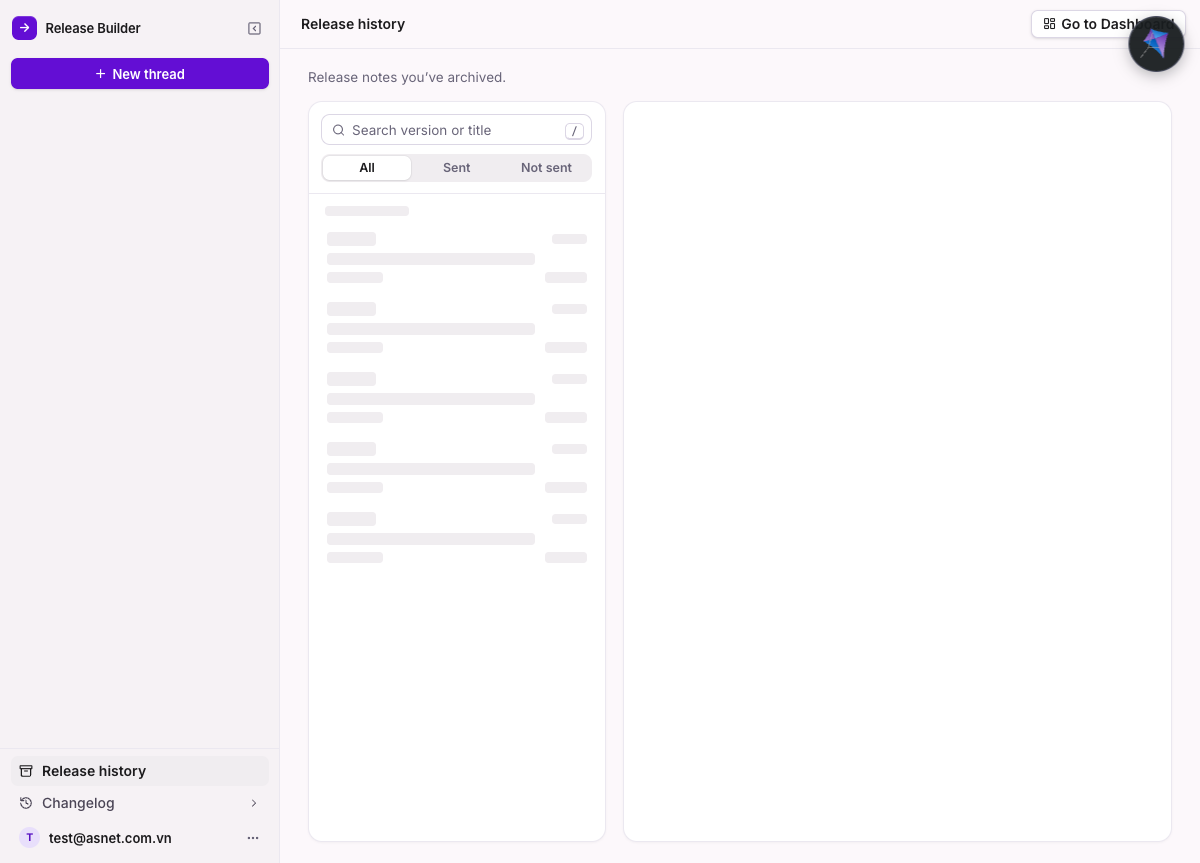 Release Builder
New thread
Release history
Changelog
T
test@asnet.com.vn
Release history
Go to Dashboard
Release notes you’ve archived.
Search version or title
/
All
Sent
Not sent